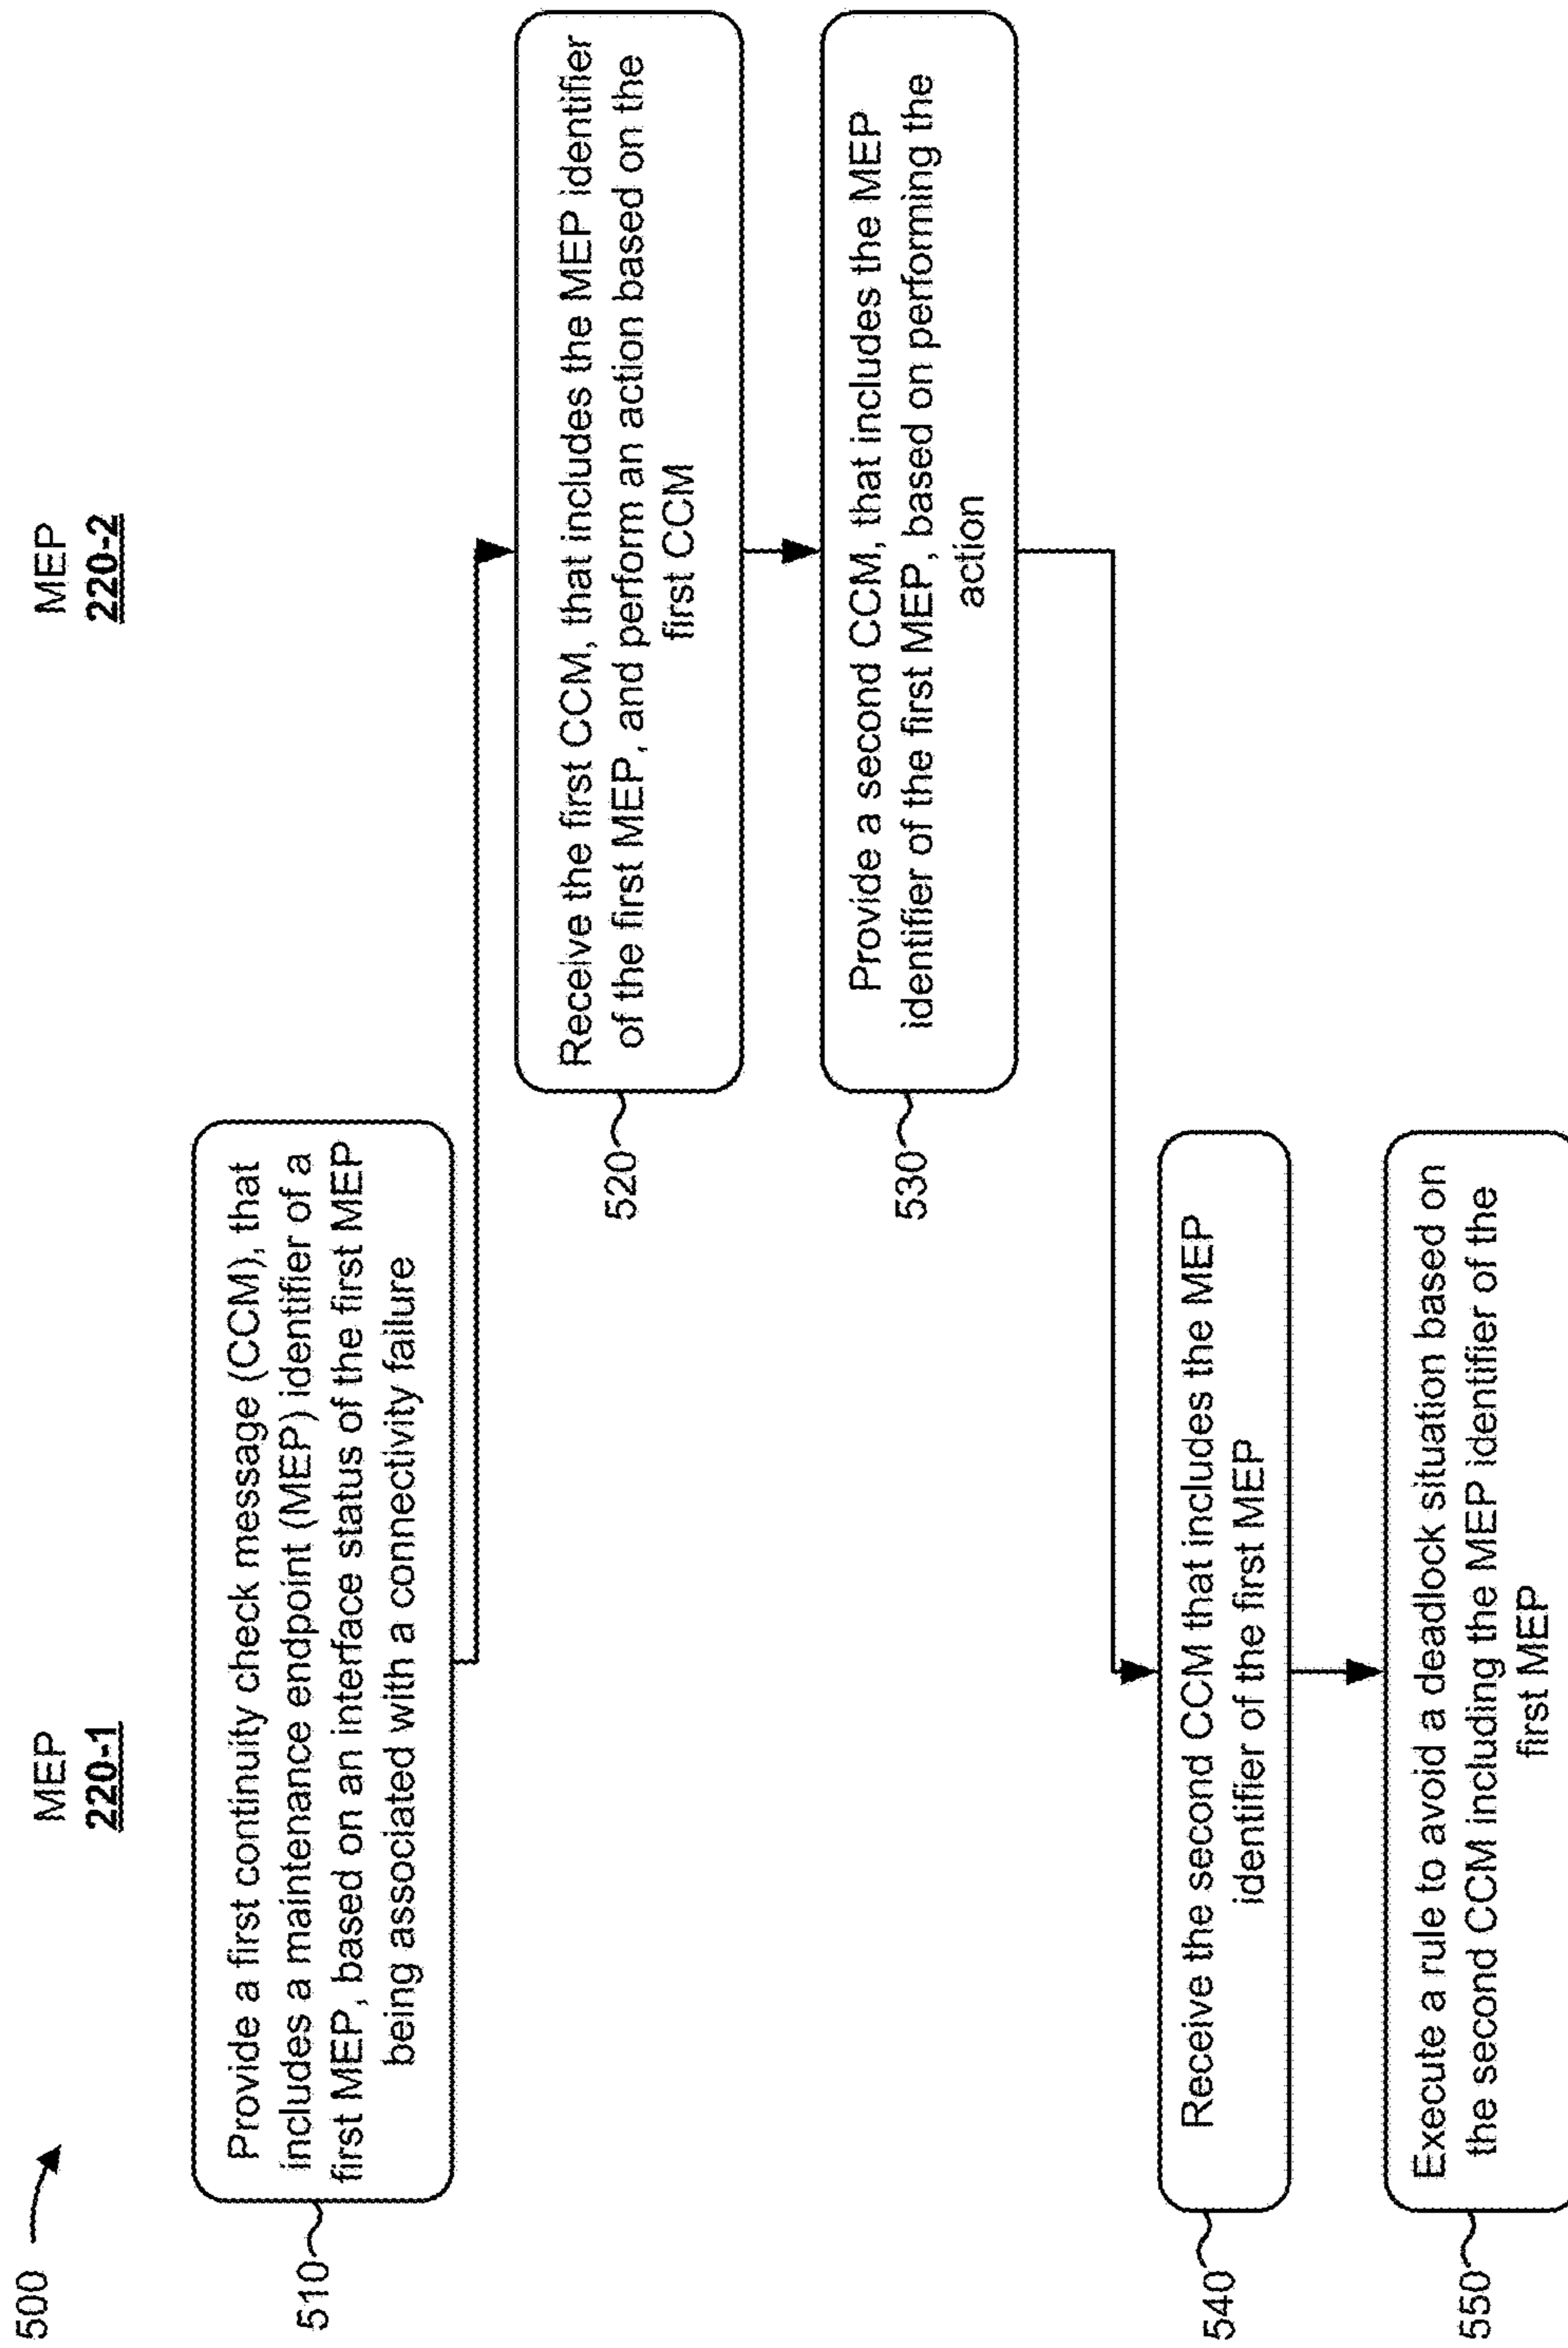 500
MEP
220-1
MEP
220-2
510
Provide a first continuity check message (CCM), that
includes a maintenance endpoint (MEP) identifier of a
first MEP, based on an interface status of the first MEP
being associated with a connectivity failure
520
Receive the first CCM, that includes the MEP identifier
of the first MEP, and perform an action based on the
first CCM
530
Provide a second CCM, that includes the MEP
identifier of the first MEP, based on performing the
action
540
Receive the second CCM that includes the MEP
identifier of the first MEP
550
Execute a rule to avoid a deadlock situation based on
the second CCM including the MEP identifier of the
first MEP